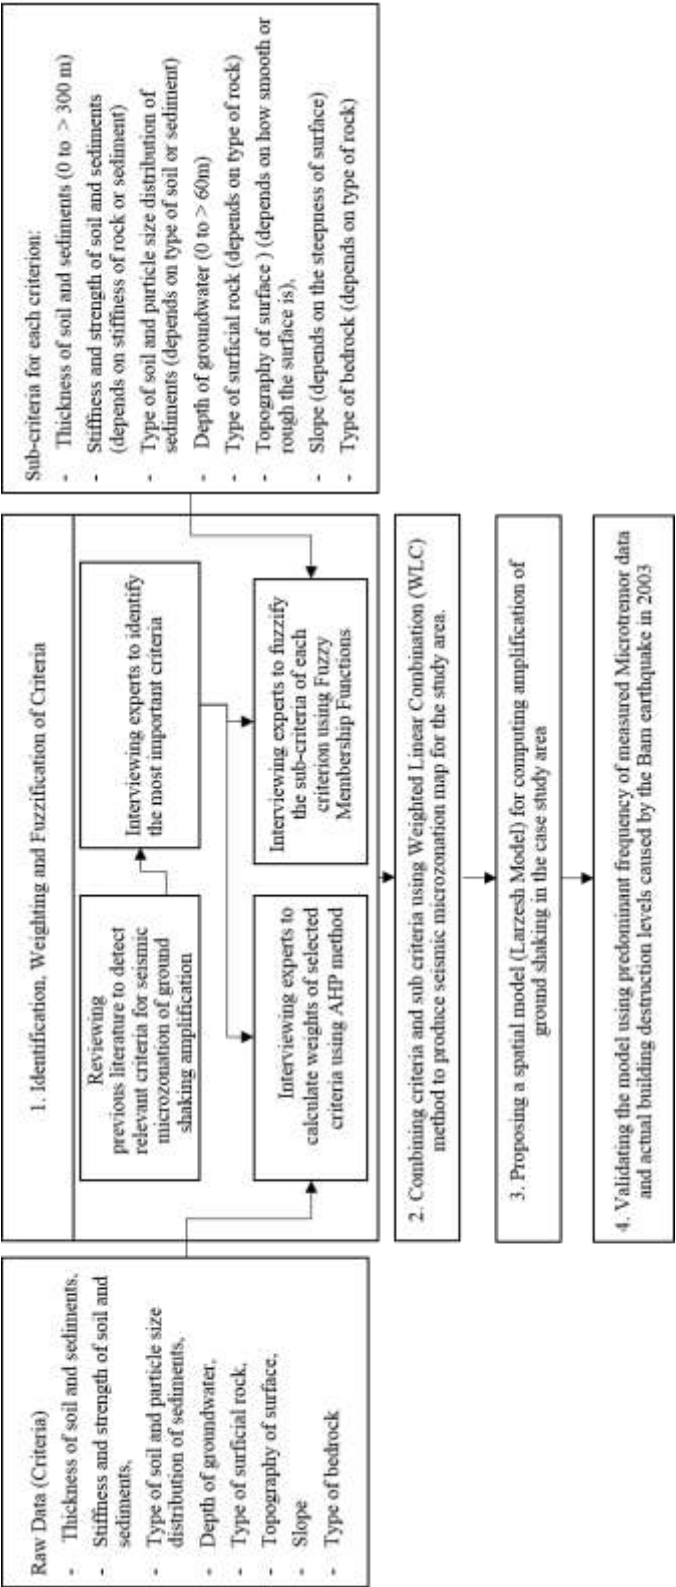 Raw Data (Criteria)
- Thickness of soil and sediments,
- Stiffness and strength of soil and
sediments,
- Type of soil and particle size
distribution of sediments,
- Depth of groundwater,
- Type of surficial rock,
- Topography of surface,
- Slope
- Type of bedrock
1. Identification, Weighting and Fuzzification of Criteria
Reviewing
previous literature to detect
relevant criteria for seismic
microzonation of ground
shaking amplification
Interviewing experts to identify
the most important criteria
Interviewing experts to
calculate weights of selected
criteria using AHP method
Interviewing experts to fuzzify
the sub-criteria of each
criterion using Fuzzy
Membership Functions
2. Combining criteria and sub criteria using Weighted Linear Combination (WLC)
method to produce seismic microzonation map for the study area.
3. Proposing a spatial model (Larzesh Model) for computing amplification of
ground shaking in the case study area
4. Validating the model using predominant frequency of measured Microtremor data
and actual building destruction levels caused by the Bam earthquake in 2003
Sub-criteria for each criterion:
- Thickness of soil and sediments (0 to > 300 m)
- Stiffness and strength of soil and sediments
(depends on stiffness of rock or sediment)
- Type of soil and particle size distribution of
sediments (depends on type of soil or sediment)
- Depth of groundwater (0 to > 60m)
- Type of surficial rock (depends on type of rock)
- Topography of surface ) (depends on how smooth or
rough the surface is),
- Slope (depends on the steepness of surface)
- Type of bedrock (depends on type of rock)